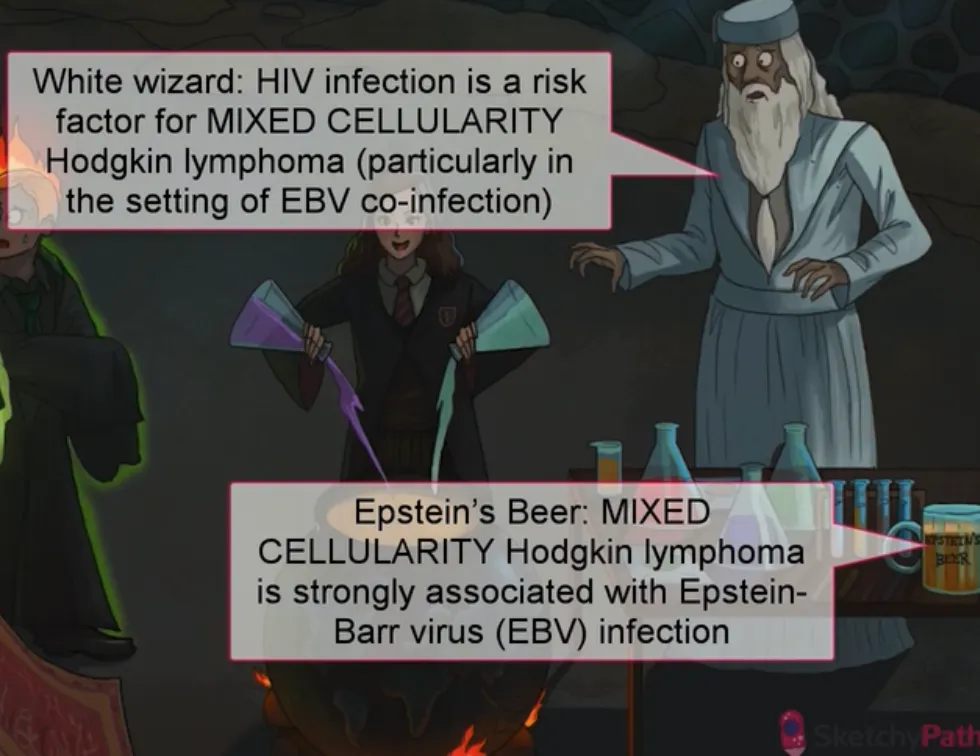 White wizard: HIV infection is a risk
factor for MIXED CELLULARITY
Hodgkin lymphoma (particularly in
the setting of EBV co-infection)
Epstein's Beer: MIXED
CELLULARITY Hodgkin lymphoma
is strongly associated with Epstein-
Barr virus (EBV) infection
EPSTEIN'S
BEER
SketchyPath